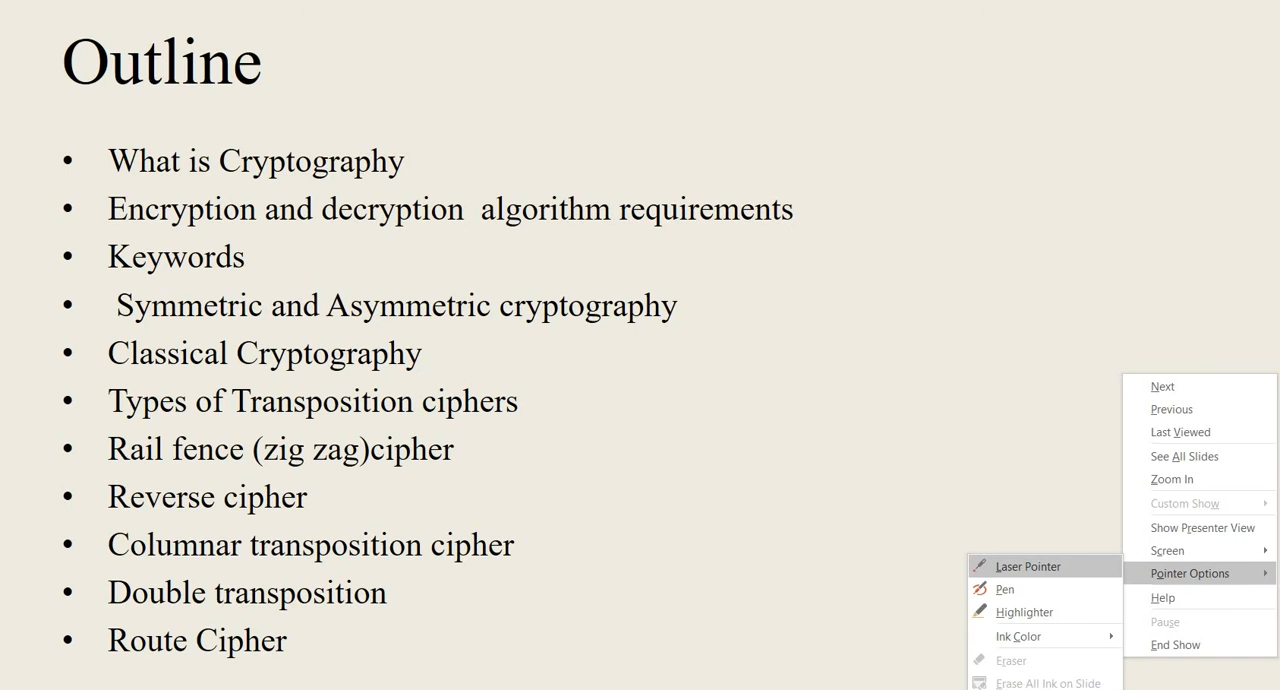 Outline
• What is Cryptography
• Encryption and decryption  algorithm requirements
• Keywords
• Symmetric and Asymmetric cryptography
• Classical Cryptography
• Types of Transposition ciphers
• Rail fence (zig zag)cipher
• Reverse cipher
• Columnar transposition cipher
• Double transposition
• Route Cipher
Next
Previous
Last Viewed
See All Slides
Zoom In
Custom Show
Show Presenter View
Screen
Pointer Options
Help
Pause
End Show
Laser Pointer
Pen
Highlighter
Ink Color
Eraser
Erase All Ink on Slide